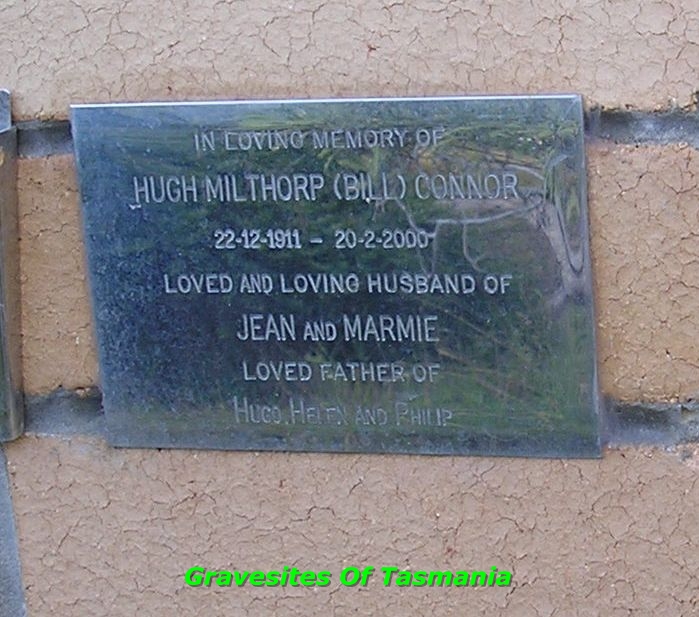 IN LOVING MEMORY OF
HUGH MILTHORP (BILL) CONNOR
22-12-1911 - 20-2-2000
LOVED AND LOVING HUSBAND OF
JEAN AND MARMIE
LOVED FATHER OF
HUGO, HELEN AND PHILIP
Gravesites Of Tasmania